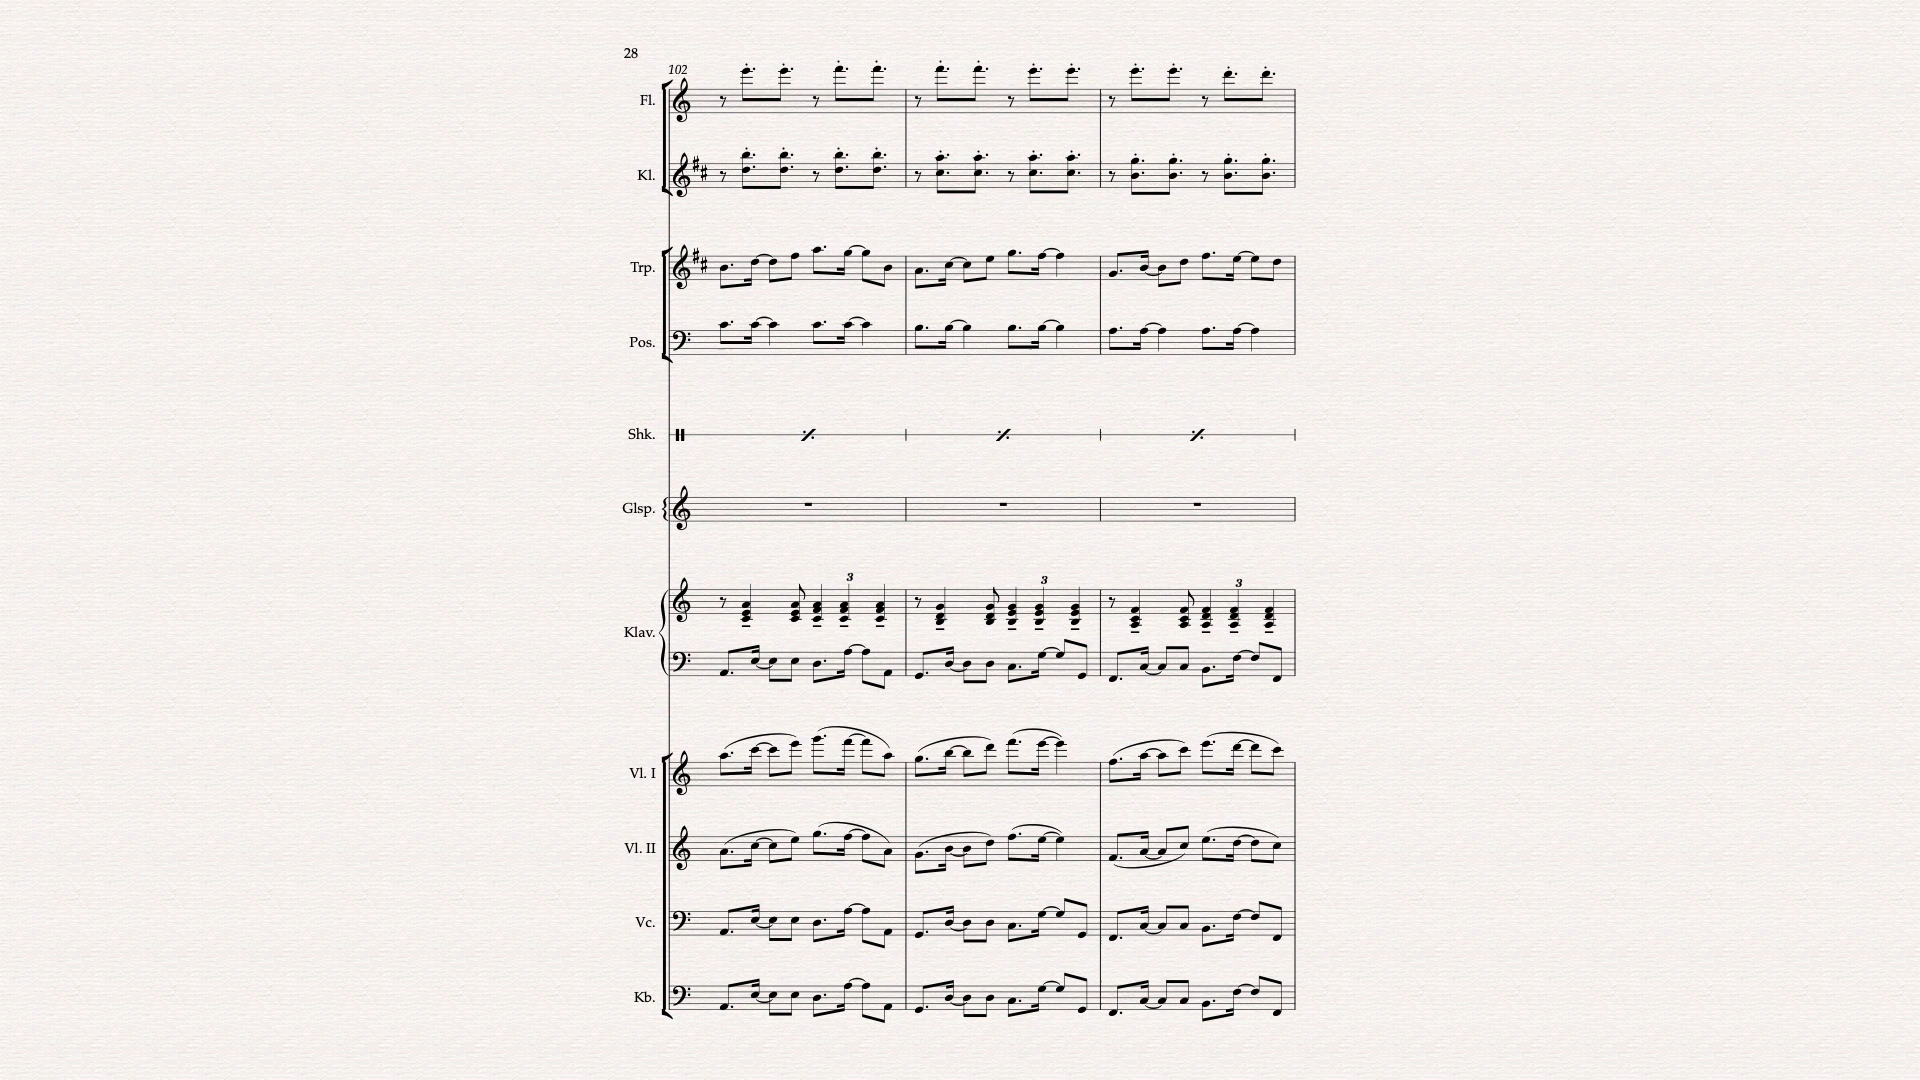 28
102
Fl.
Kl.
Trp.
Pos.
Shk.
Glsp.
3
3
3
Klav.
Vl. I
Vl. II
Vc.
Kb.